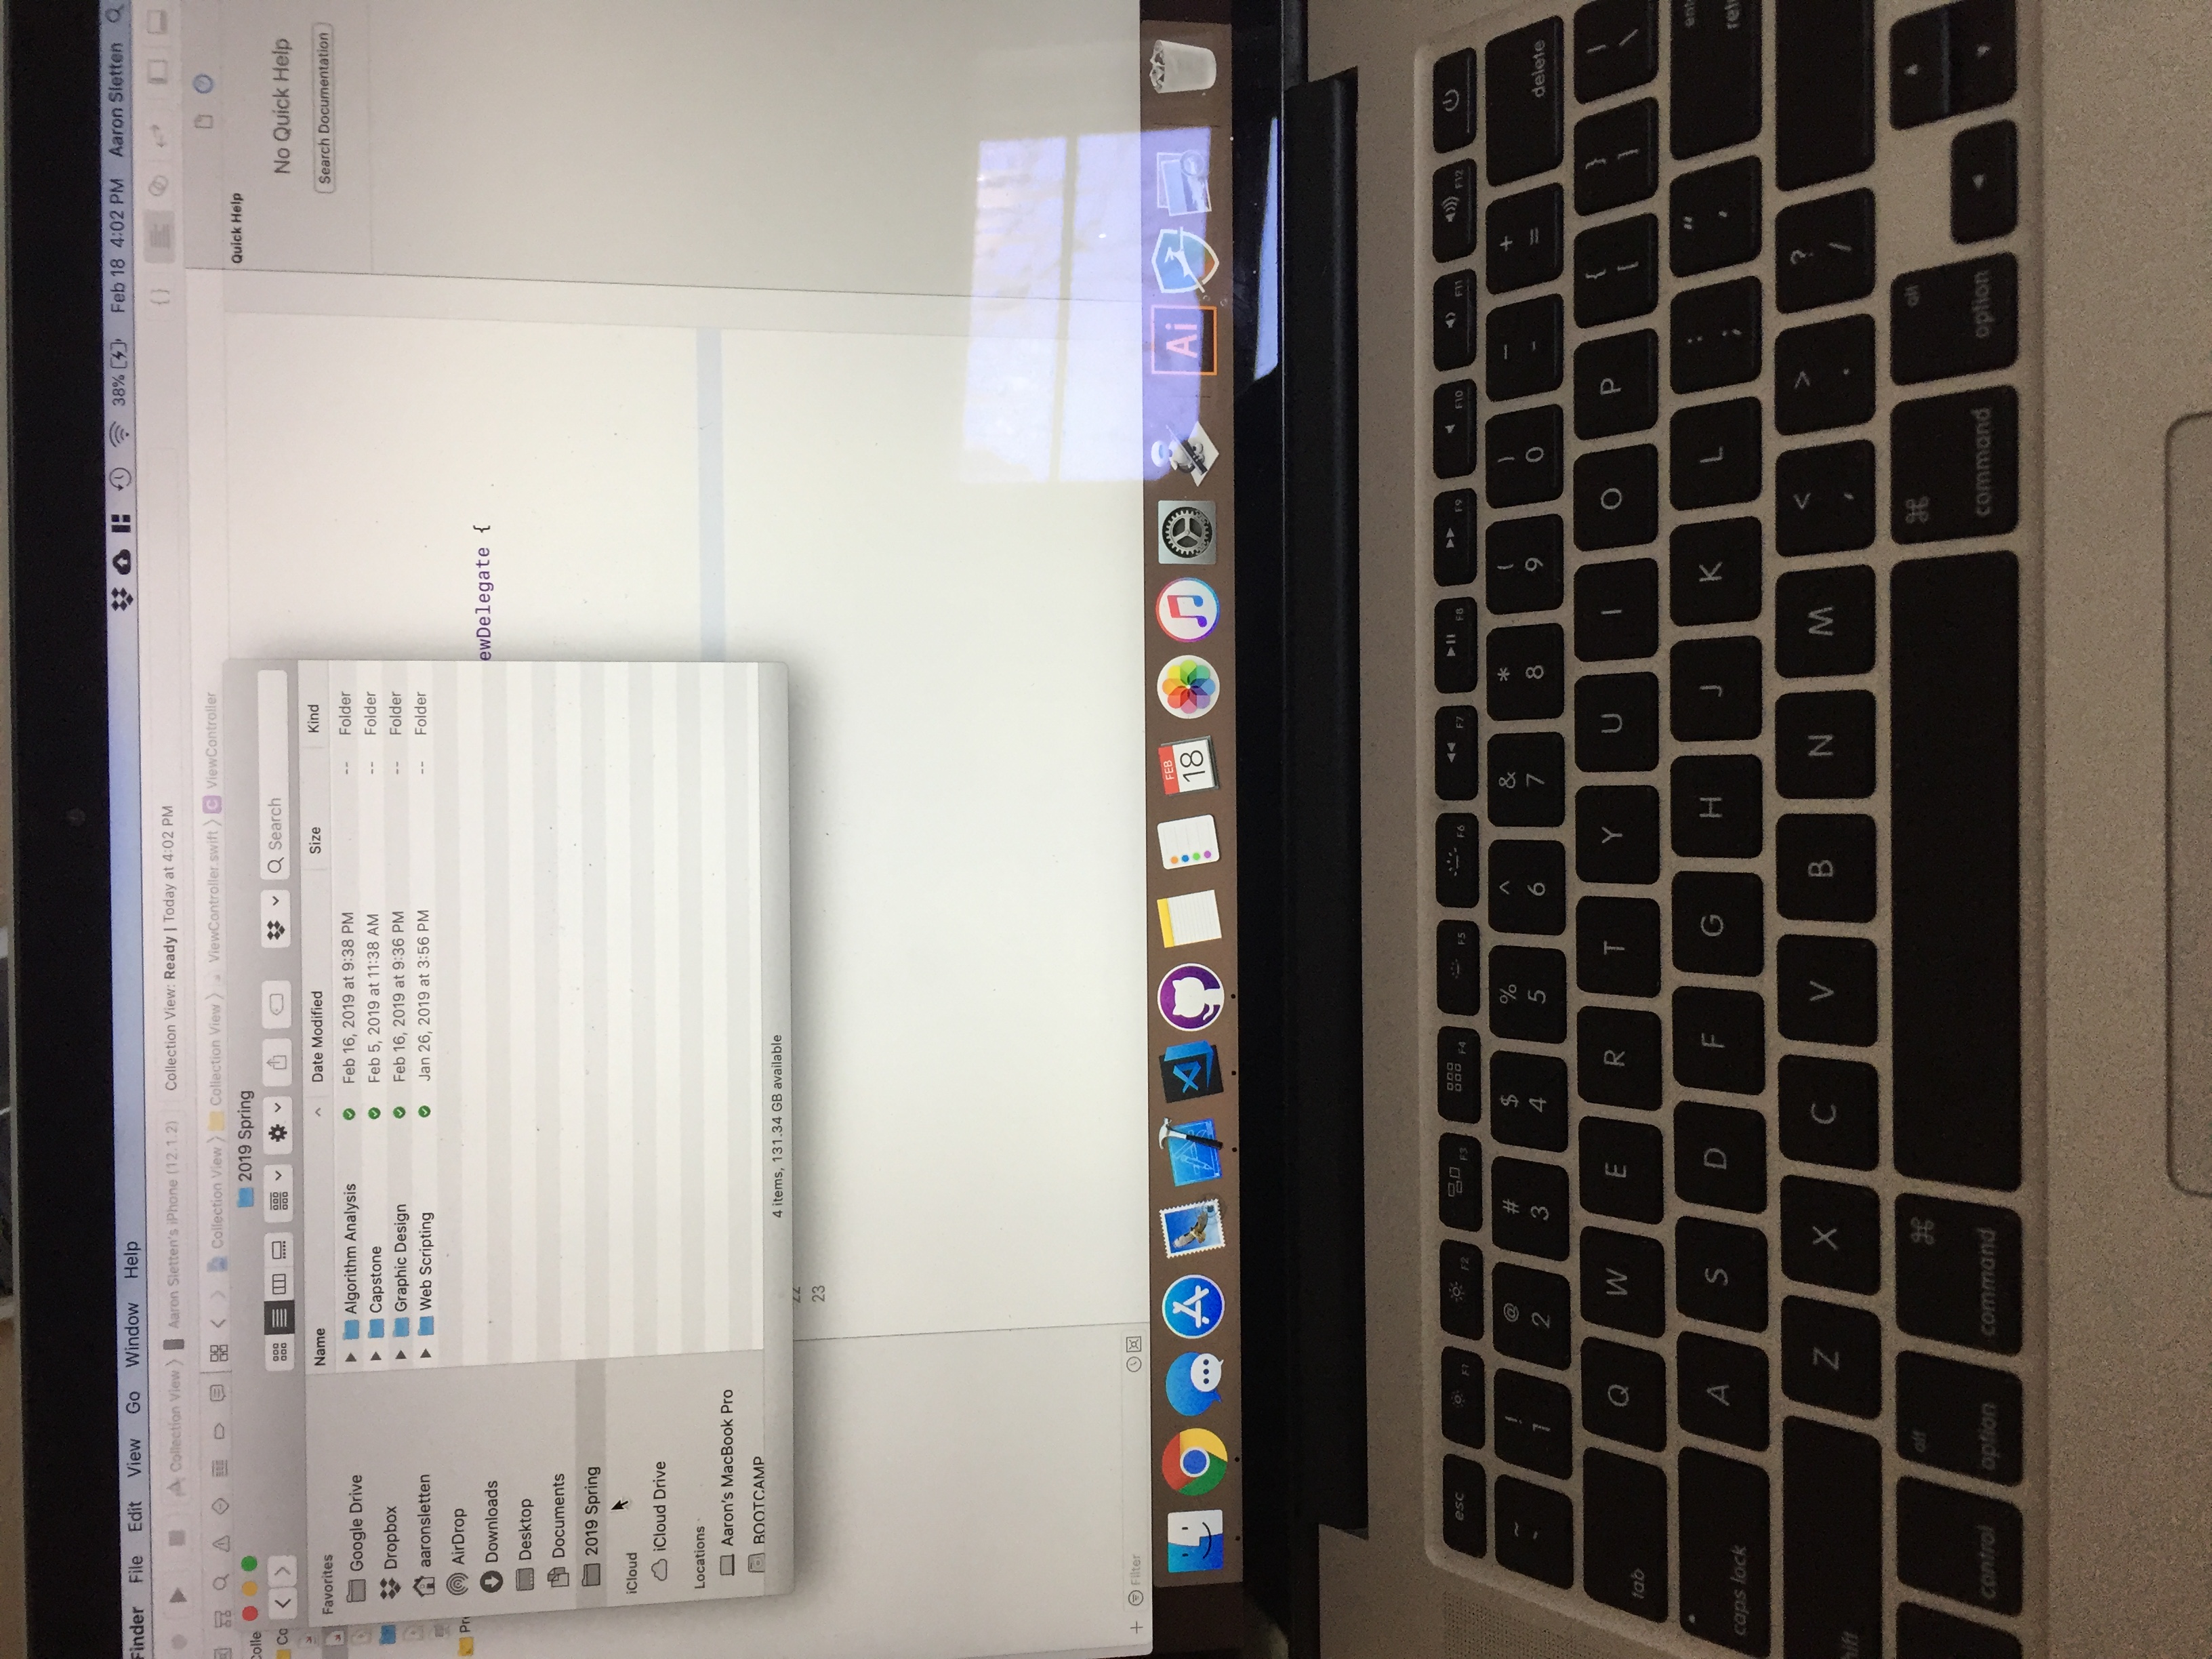 Finder File Edit View Go Window Help 38% Feb 18 4:02 PM Aaron Sletten
Collection View Aaron Sletten's iPhone (12.1.2) Collection View: Ready | Today at 4:02 PM { }
Collection View Collection View ViewController.swift C ViewController
Quick Help
No Quick Help
Search Documentation
Colle
Co
Pr
2019 Spring
Search
Favorites
Google Drive
Dropbox
aaronsletten
AirDrop
Downloads
Desktop
Documents
2019 Spring
iCloud
iCloud Drive
Locations
Aaron's MacBook Pro
BOOTCAMP
Name Date Modified Size Kind
Algorithm Analysis Feb 16, 2019 at 9:38 PM -- Folder
Capstone Feb 5, 2019 at 11:38 AM -- Folder
Graphic Design Feb 16, 2019 at 9:36 PM -- Folder
Web Scripting Jan 26, 2019 at 3:56 PM -- Folder
4 items, 131.34 GB available
ewDelegate {
22
23
Filter
FEB
18
Ai
esc F1 F2 F3 F4 F5 F6 F7 F8 F9 F10 F11 F12
~ ! @ # $ % ^ & * ( ) — +
` 1 2 3 4 5 6 7 8 9 0 - = delete
tab Q W E R T Y U I O P { [ } ] | \
caps lock A S D F G H J K L : ; " ' ente retu
hift Z X C V B N M < , > . ? /
alt ⌘ ⌘ alt
control option command command option